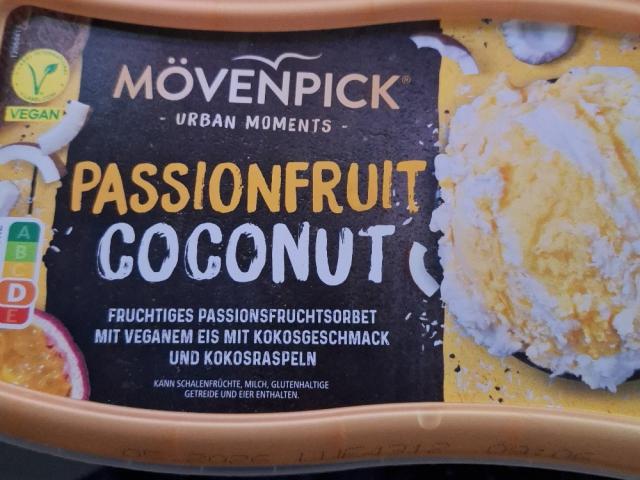 MÖVENPICK®
- URBAN MOMENTS -
VEGAN
PASSIONFRUIT
COCONUT
A
B
C
D
E
FRUCHTIGES PASSIONSFRUCHTSORBET
MIT VEGANEM EIS MIT KOKOSGESCHMACK
UND KOKOSRASPELN
KANN SCHALENFRÜCHTE, MILCH, GLUTENHALTIGE
GETREIDE UND EIER ENTHALTEN.